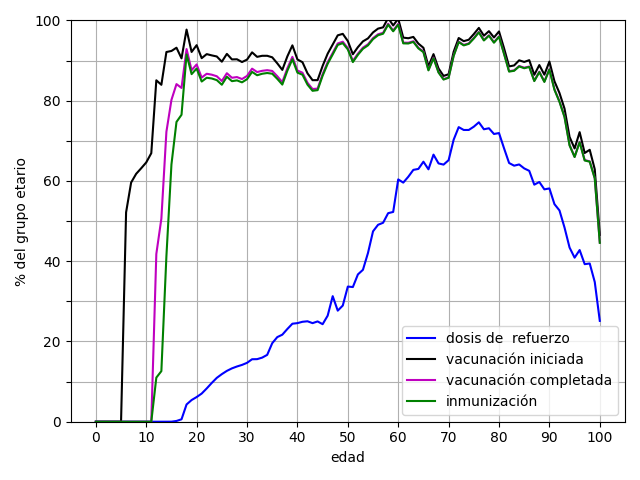 100
80
60
40
20
0
% del grupo etario
0 10 20 30 40 50 60 70 80 90 100
edad
dosis de  refuerzo
vacunación iniciada
vacunación completada
inmunización